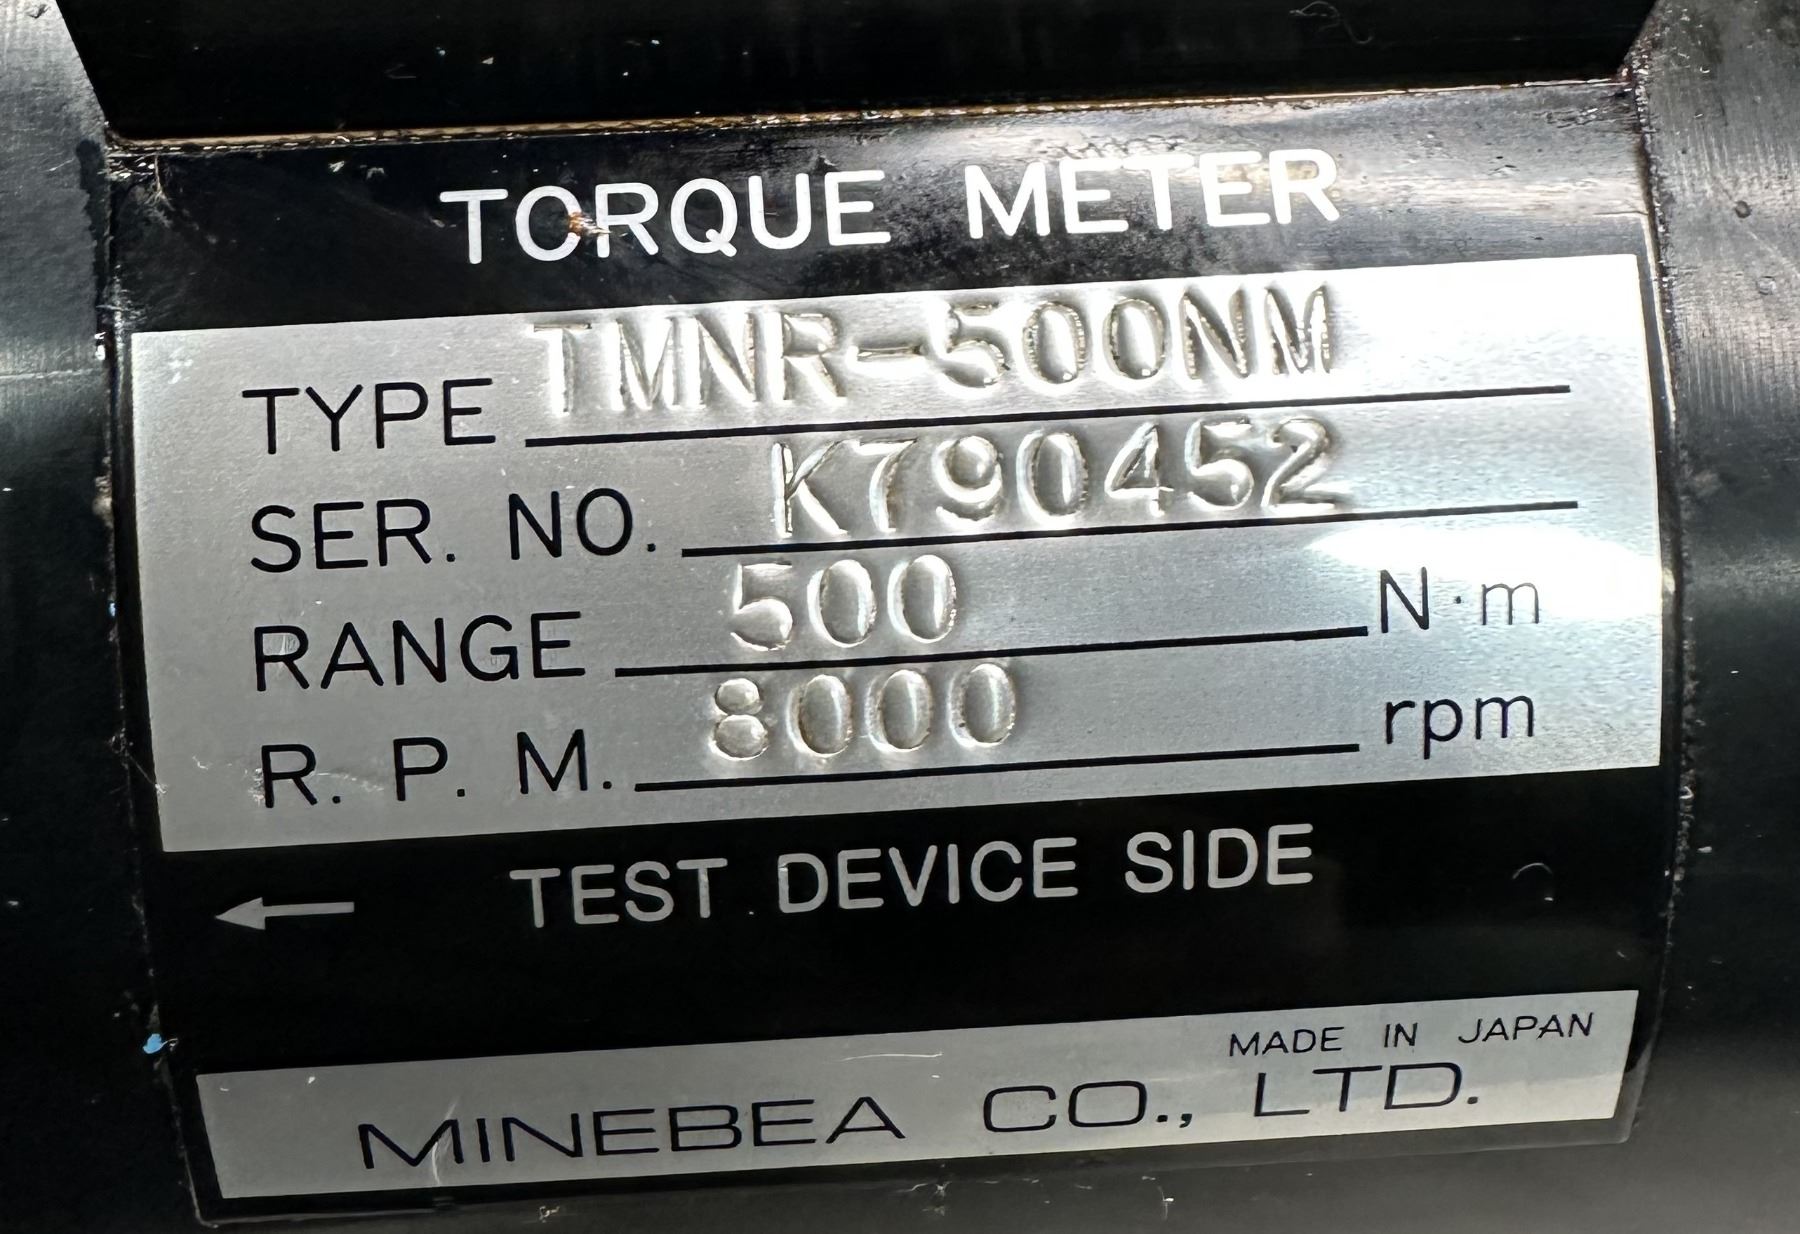 TORQUE METER
TYPE TMNR-500NM
SER. NO. K790452
RANGE 500 N·m
R. P. M. 8000 rpm
← TEST DEVICE SIDE
MADE IN JAPAN
MINEBEA CO., LTD.